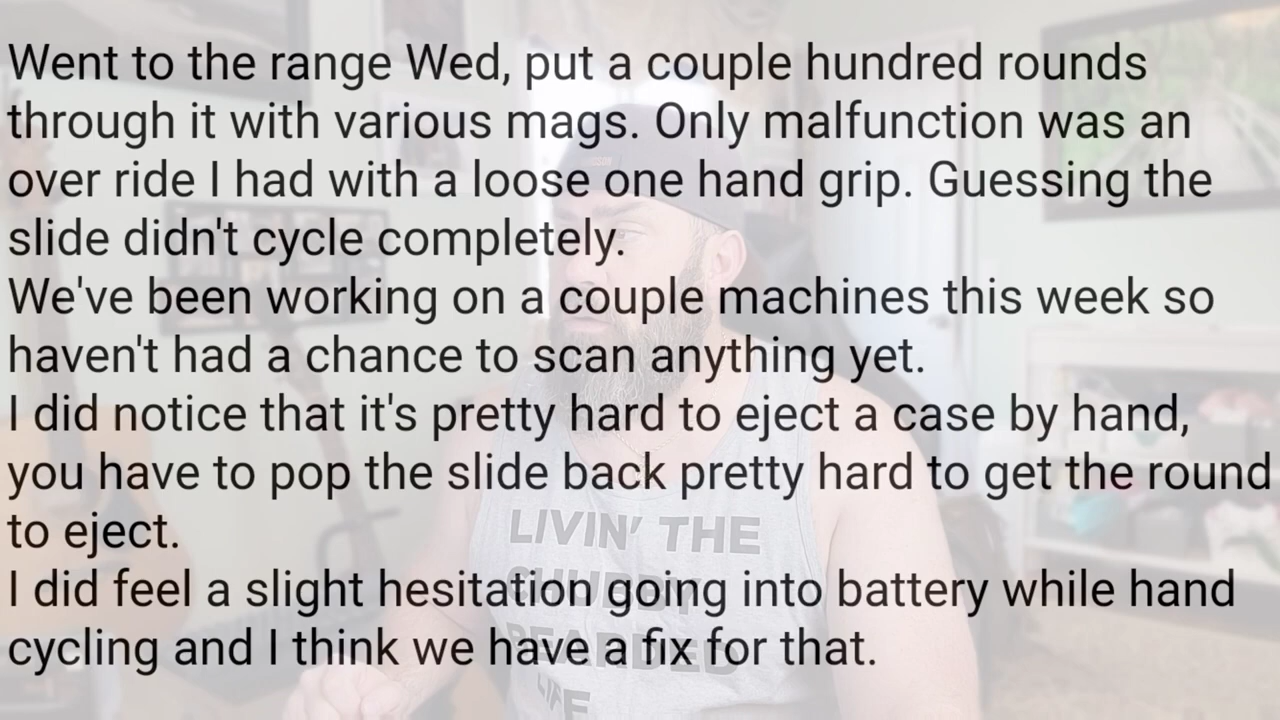 Went to the range Wed, put a couple hundred rounds
through it with various mags. Only malfunction was an
over ride I had with a loose one hand grip. Guessing the
slide didn't cycle completely.
We've been working on a couple machines this week so
haven't had a chance to scan anything yet.
I did notice that it's pretty hard to eject a case by hand,
you have to pop the slide back pretty hard to get the round
to eject.
I did feel a slight hesitation going into battery while hand
cycling and I think we have a fix for that.
LIVIN' THE
CHUBBY
BEARDED
LIFE